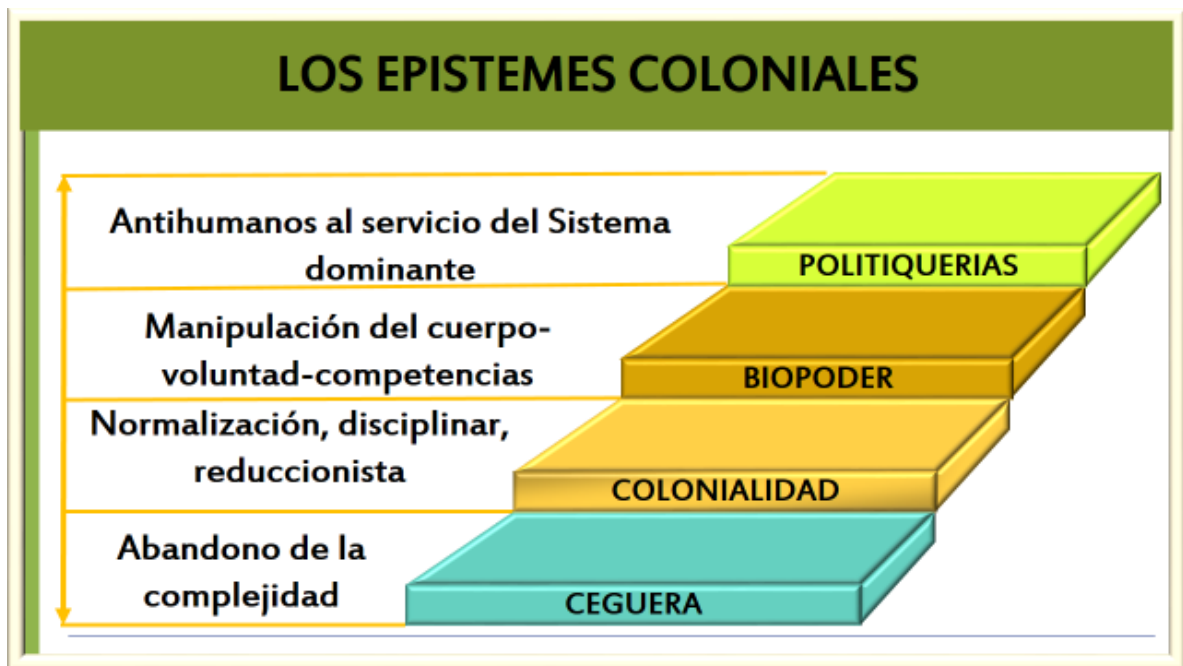 LOS EPISTEMES COLONIALES
Antihumanos al servicio del Sistema
dominante
POLITIQUERIAS
Manipulación del cuerpo-
voluntad-competencias
BIOPODER
Normalización, disciplinar,
reduccionista
COLONIALIDAD
Abandono de la
complejidad
CEGUERA